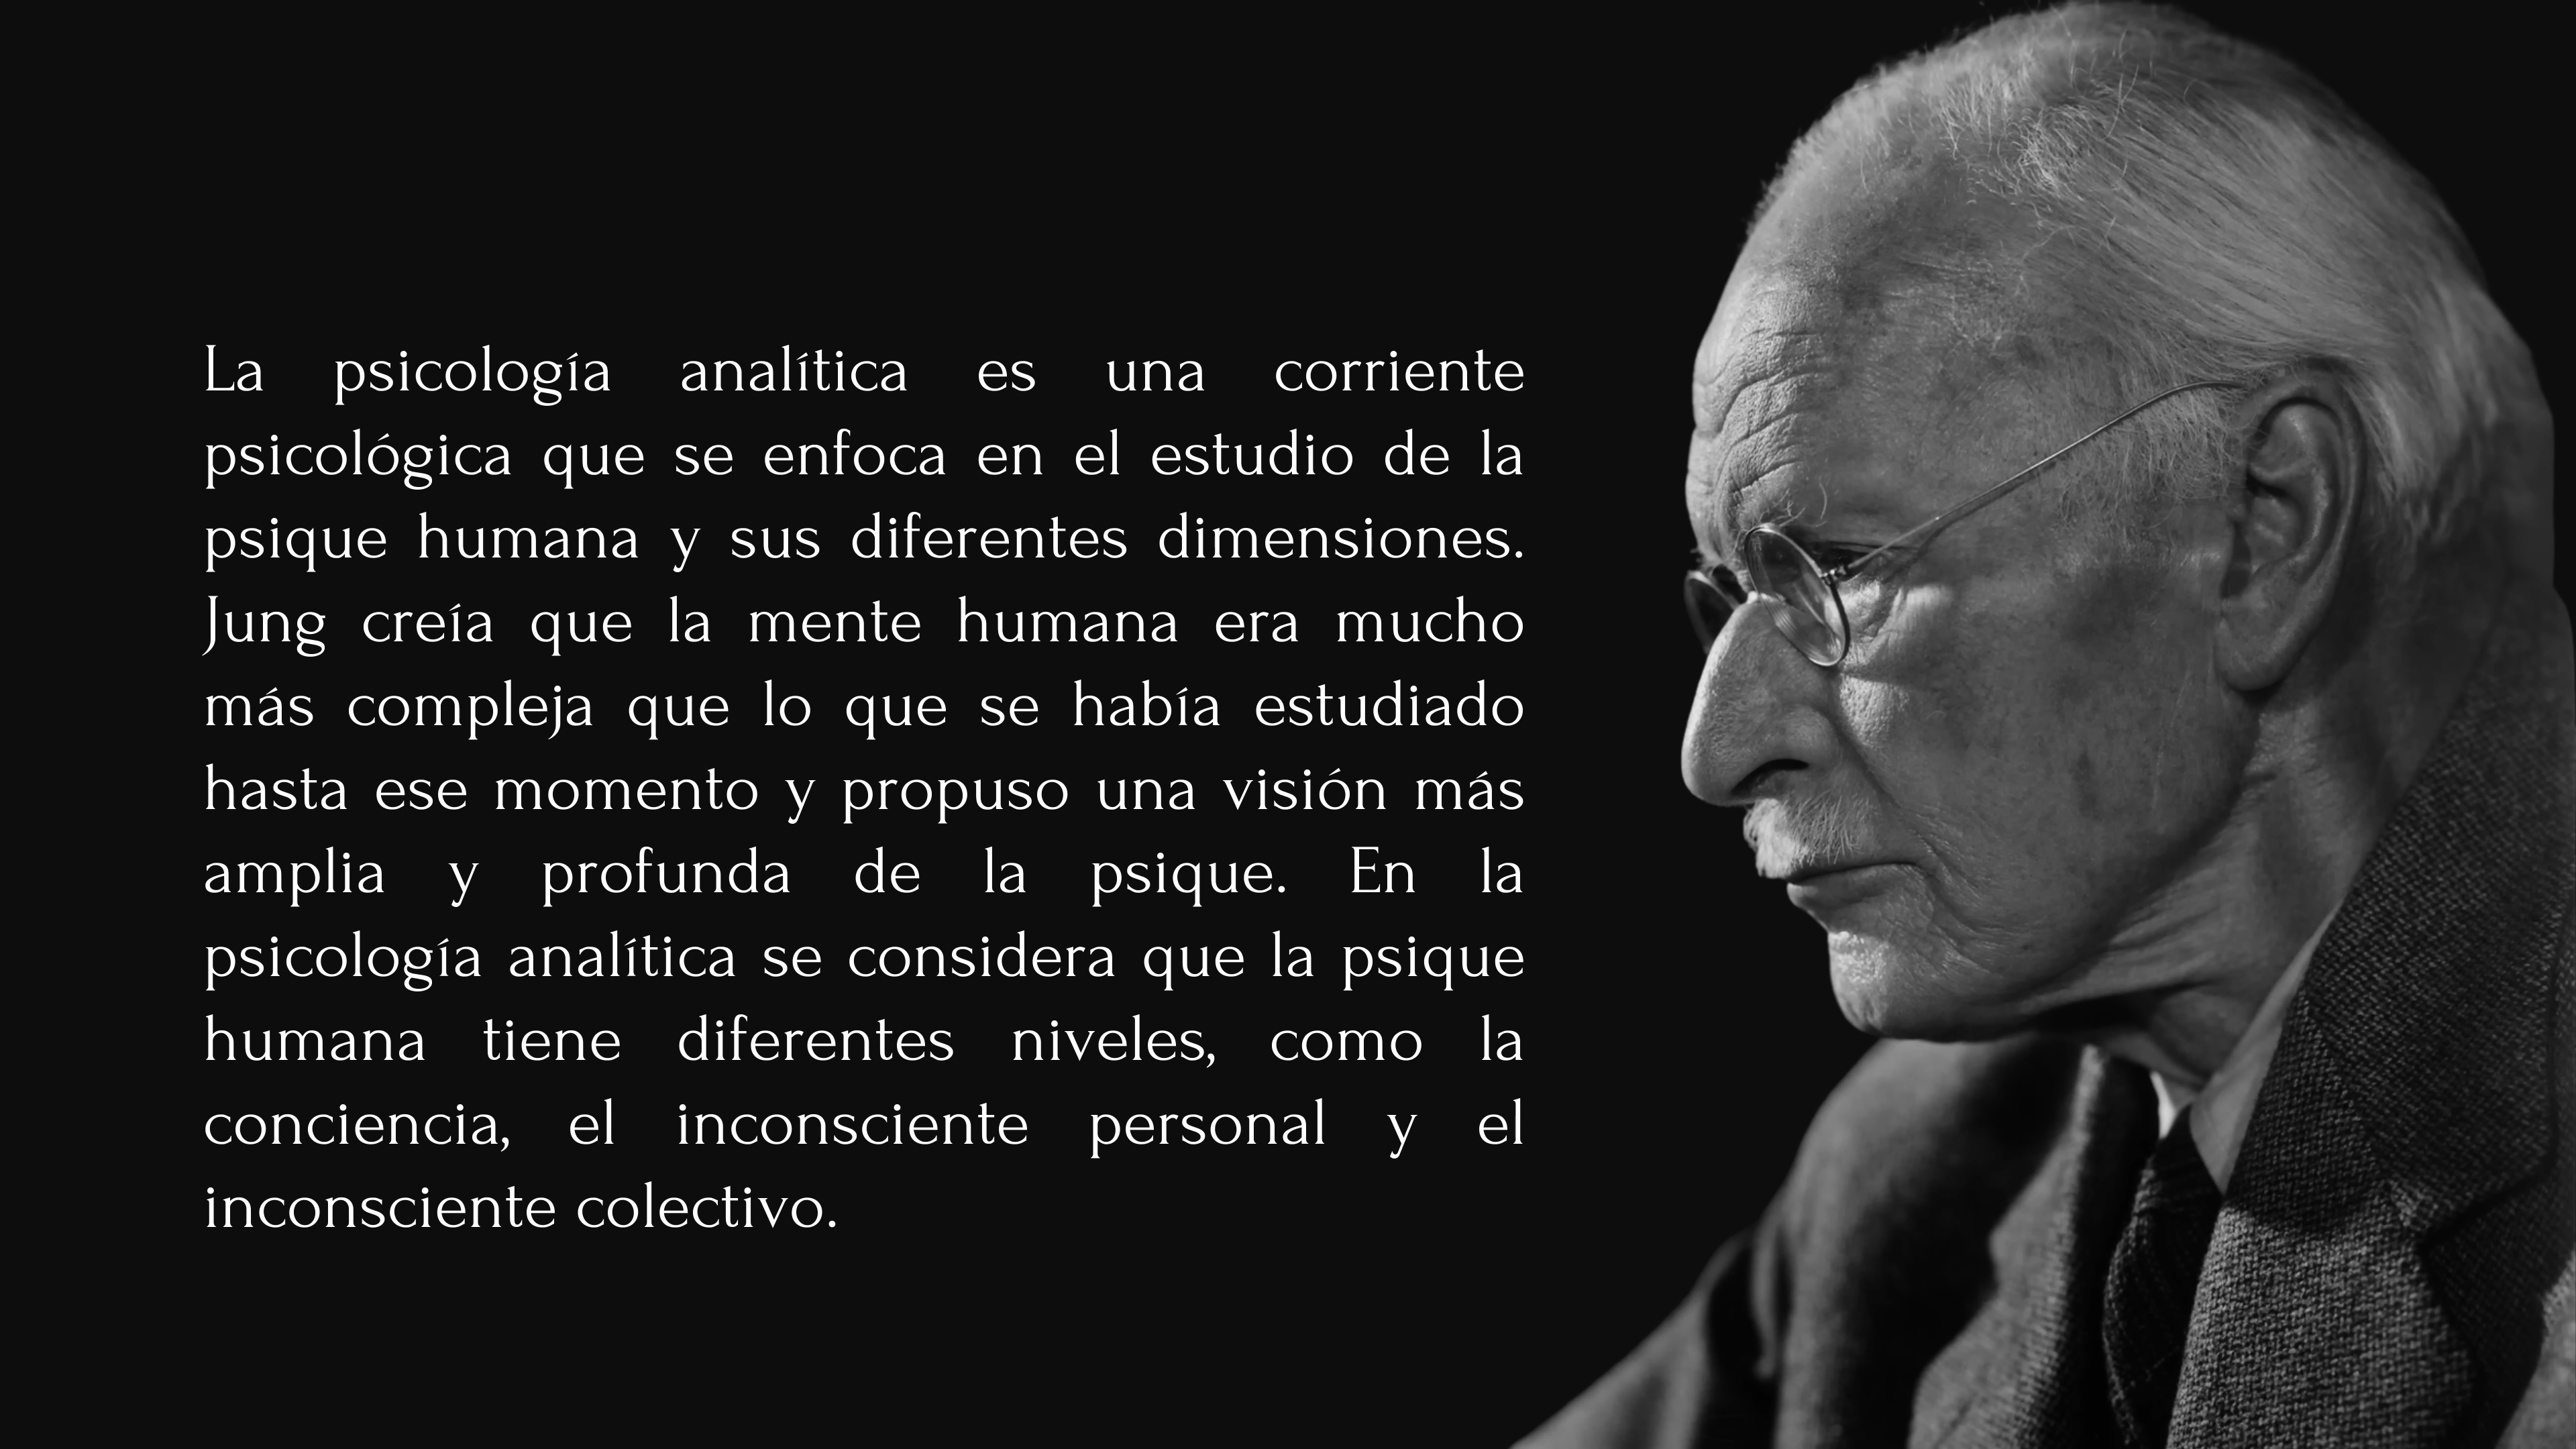 La psicología analítica es una corriente
psicológica que se enfoca en el estudio de la
psique humana y sus diferentes dimensiones.
Jung creía que la mente humana era mucho
más compleja que lo que se había estudiado
hasta ese momento y propuso una visión más
amplia y profunda de la psique. En la
psicología analítica se considera que la psique
humana tiene diferentes niveles, como la
conciencia, el inconsciente personal y el
inconsciente colectivo.